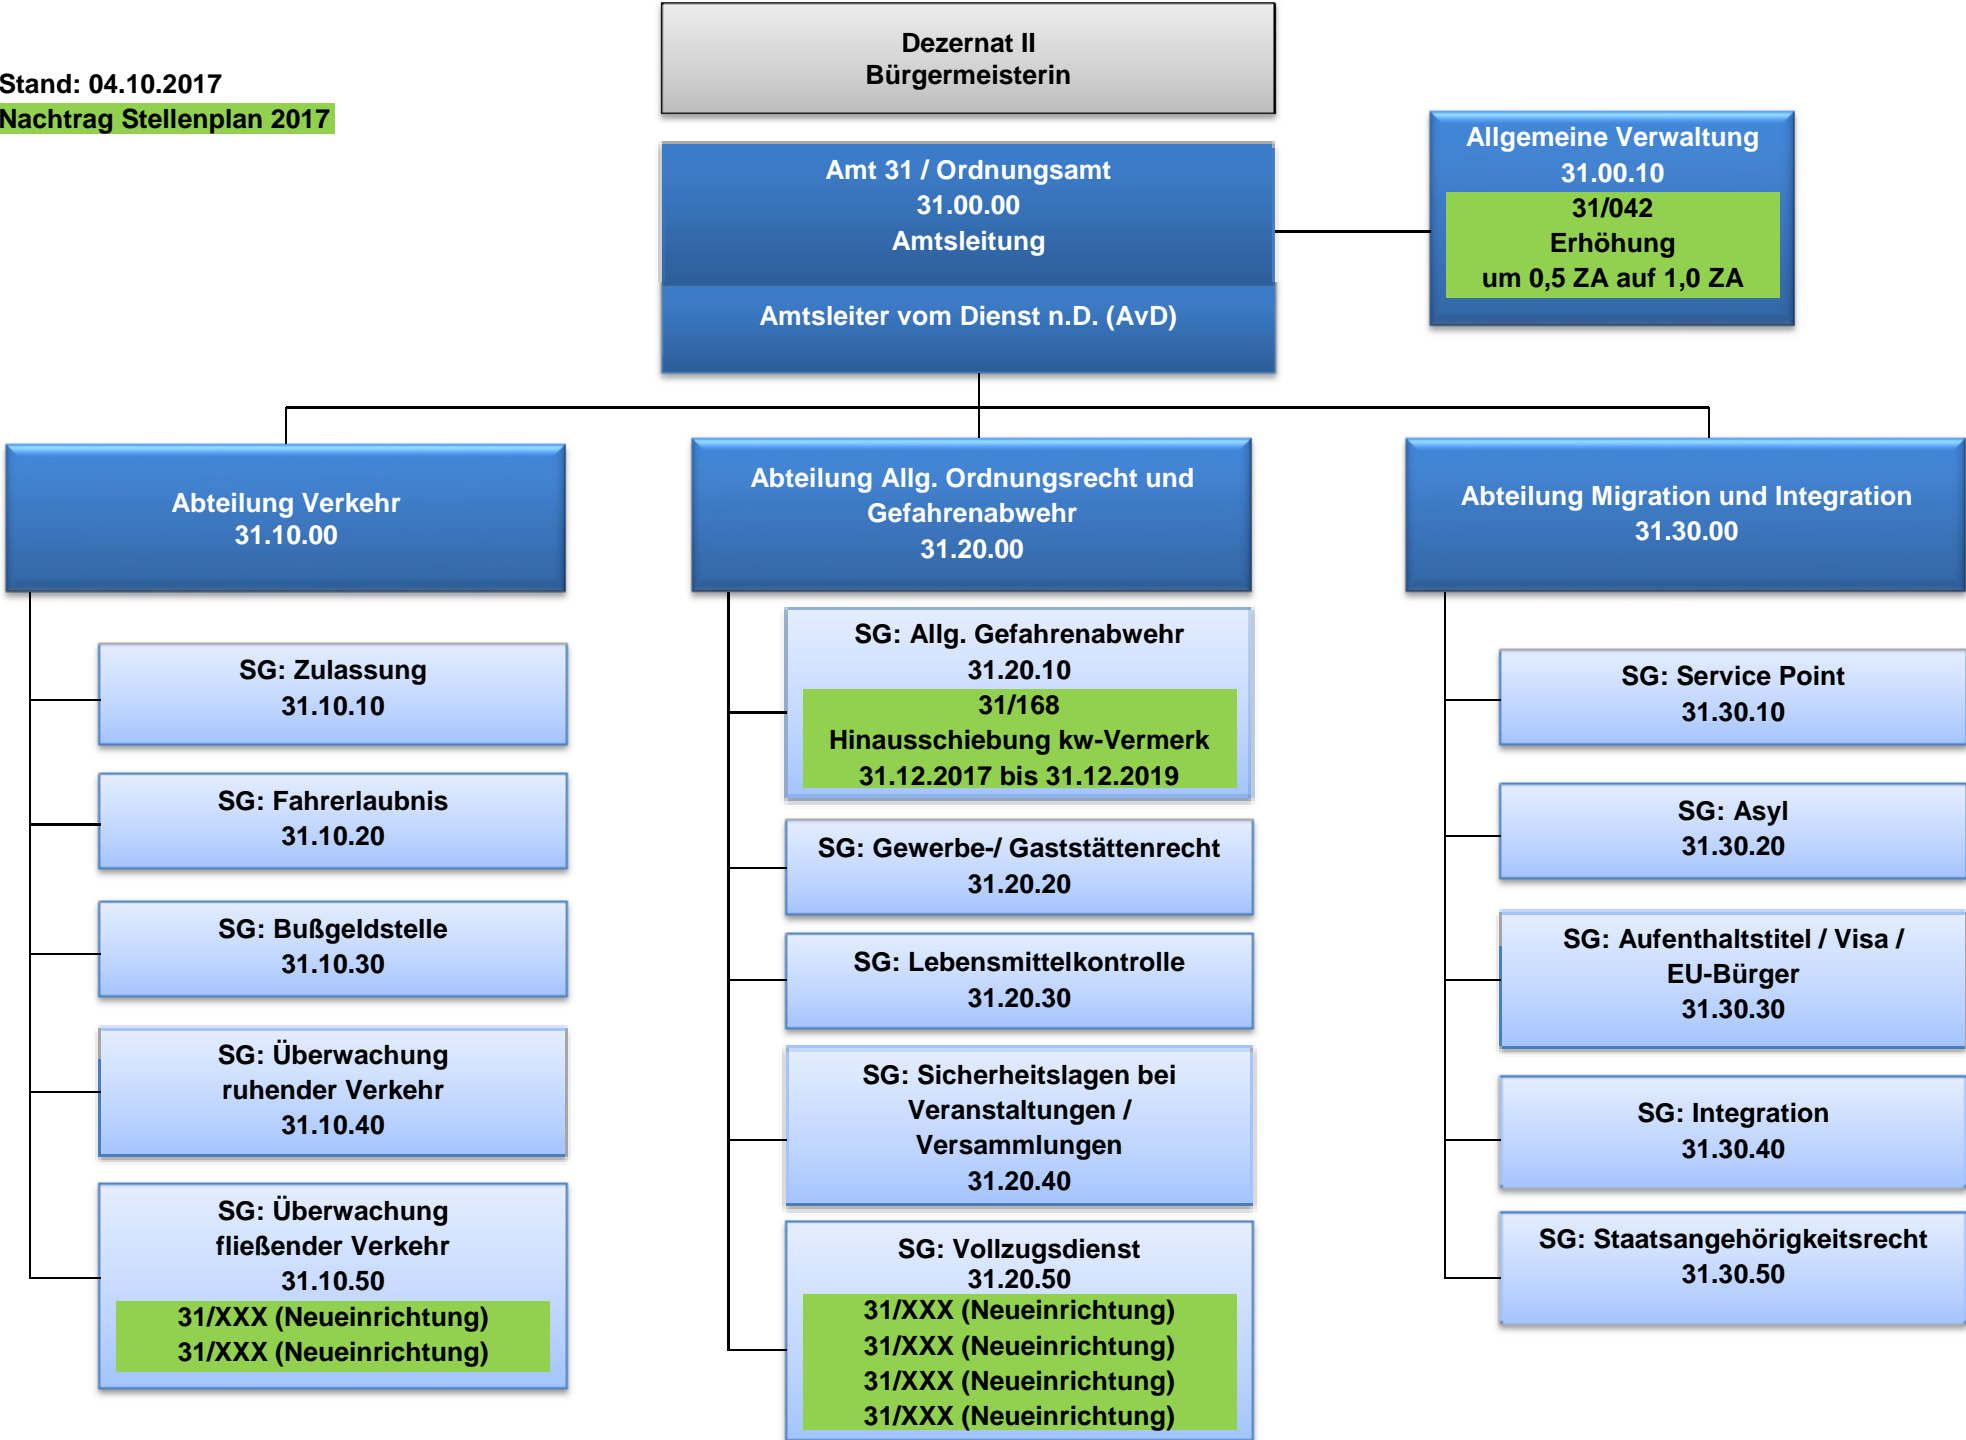 Stand: 04.10.2017
Nachtrag Stellenplan 2017
Dezernat II
Bürgermeisterin
Amt 31 / Ordnungsamt
31.00.00
Amtsleitung
Amtsleiter vom Dienst n.D. (AvD)
Allgemeine Verwaltung
31.00.10
31/042
Erhöhung
um 0,5 ZA auf 1,0 ZA
Abteilung Verkehr
31.10.00
SG: Zulassung
31.10.10
SG: Fahrerlaubnis
31.10.20
SG: Bußgeldstelle
31.10.30
SG: Überwachung
ruhender Verkehr
31.10.40
SG: Überwachung
fließender Verkehr
31.10.50
31/XXX (Neueinrichtung)
31/XXX (Neueinrichtung)
Abteilung Allg. Ordnungsrecht und
Gefahrenabwehr
31.20.00
SG: Allg. Gefahrenabwehr
31.20.10
31/168
Hinausschiebung kw-Vermerk
31.12.2017 bis 31.12.2019
SG: Gewerbe-/ Gaststättenrecht
31.20.20
SG: Lebensmittelkontrolle
31.20.30
SG: Sicherheitslagen bei
Veranstaltungen /
Versammlungen
31.20.40
SG: Vollzugsdienst
31.20.50
31/XXX (Neueinrichtung)
31/XXX (Neueinrichtung)
31/XXX (Neueinrichtung)
31/XXX (Neueinrichtung)
Abteilung Migration und Integration
31.30.00
SG: Service Point
31.30.10
SG: Asyl
31.30.20
SG: Aufenthaltstitel / Visa /
EU-Bürger
31.30.30
SG: Integration
31.30.40
SG: Staatsangehörigkeitsrecht
31.30.50